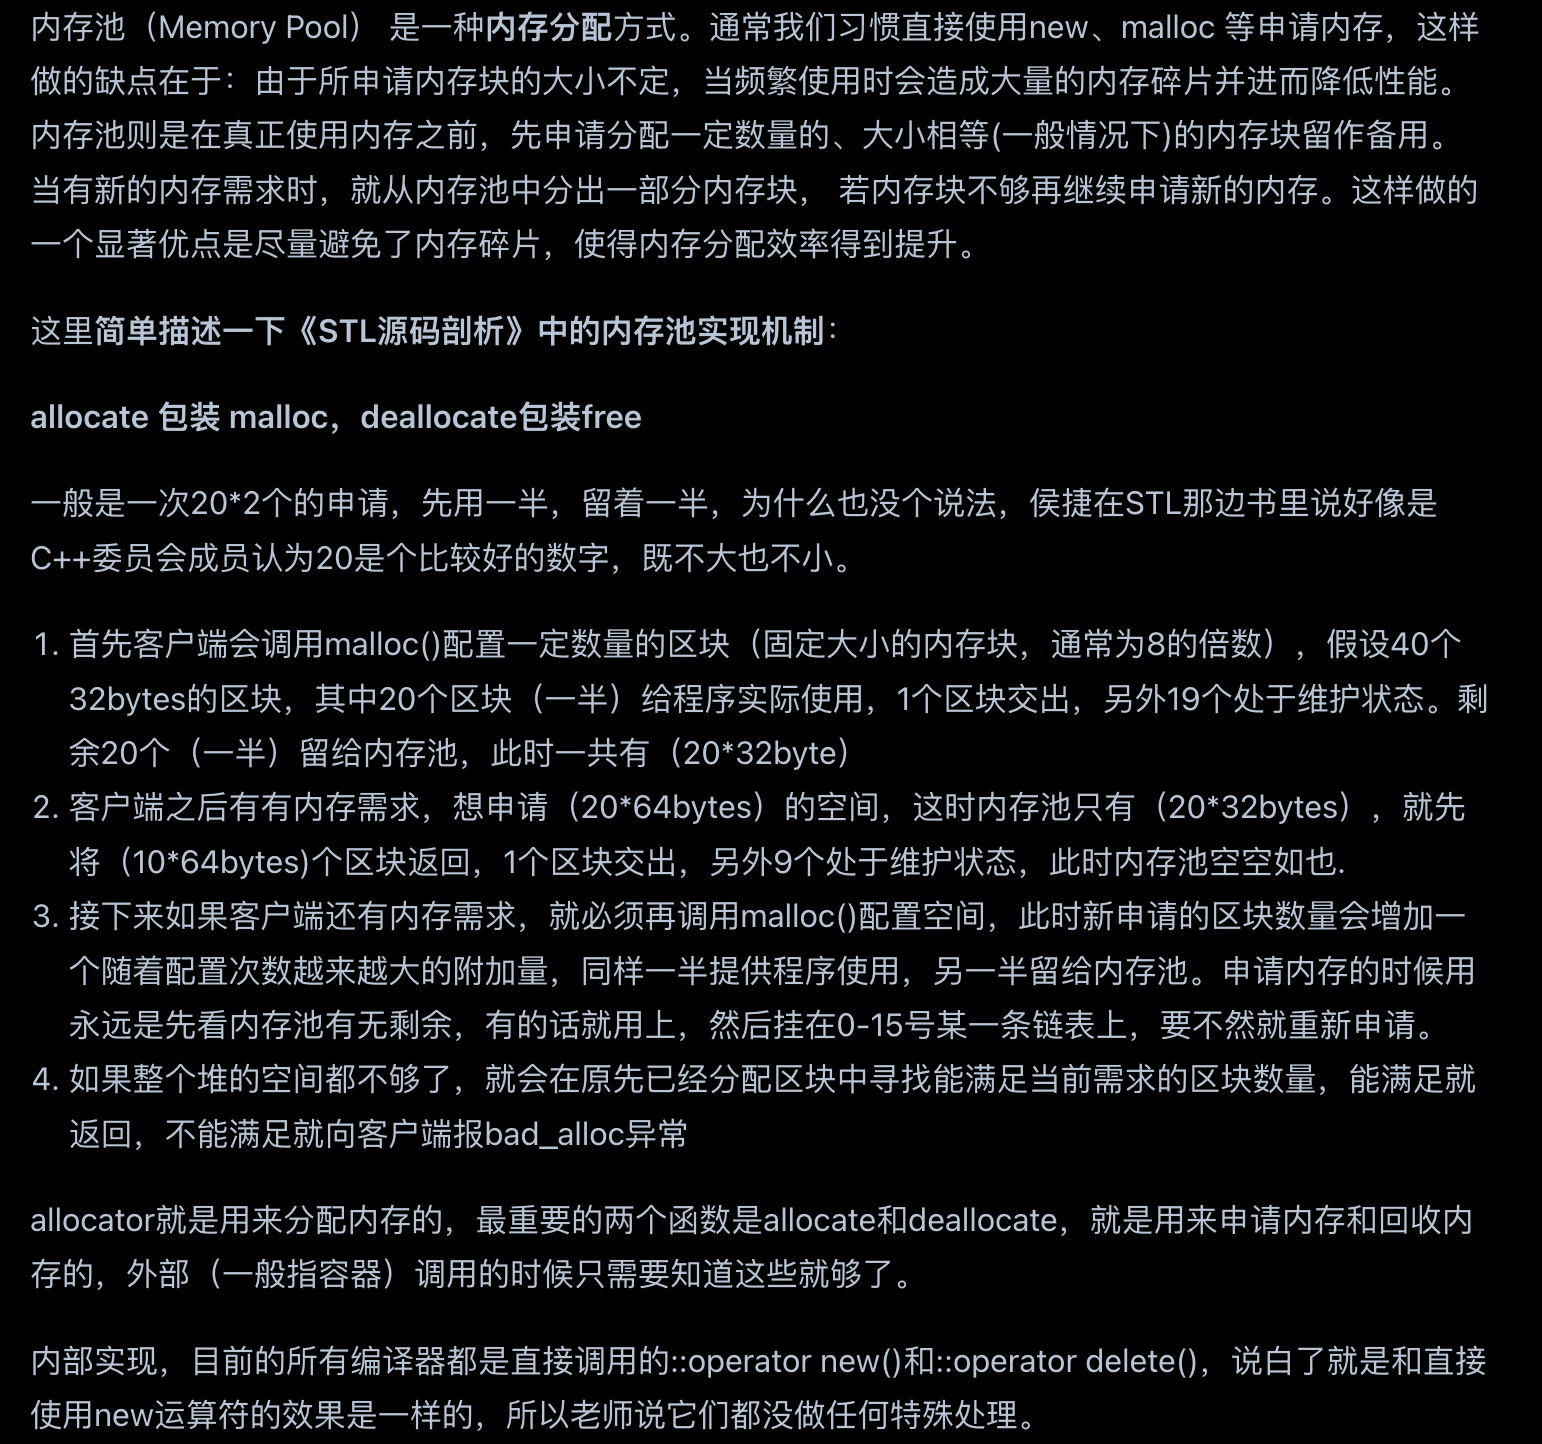 内存池（Memory Pool） 是一种内存分配方式。通常我们习惯直接使用new、malloc 等申请内存，这样
做的缺点在于：由于所申请内存块的大小不定，当频繁使用时会造成大量的内存碎片并进而降低性能。
内存池则是在真正使用内存之前，先申请分配一定数量的、大小相等(一般情况下)的内存块留作备用。
当有新的内存需求时，就从内存池中分出一部分内存块， 若内存块不够再继续申请新的内存。这样做的
一个显著优点是尽量避免了内存碎片，使得内存分配效率得到提升。
这里简单描述一下《STL源码剖析》中的内存池实现机制：
allocate 包装 malloc，deallocate包装free
一般是一次20*2个的申请，先用一半，留着一半，为什么也没个说法，侯捷在STL那边书里说好像是
C++委员会成员认为20是个比较好的数字，既不大也不小。
1. 首先客户端会调用malloc()配置一定数量的区块（固定大小的内存块，通常为8的倍数），假设40个
32bytes的区块，其中20个区块（一半）给程序实际使用，1个区块交出，另外19个处于维护状态。剩
余20个（一半）留给内存池，此时一共有（20*32byte）
2. 客户端之后有有内存需求，想申请（20*64bytes）的空间，这时内存池只有（20*32bytes），就先
将（10*64bytes)个区块返回，1个区块交出，另外9个处于维护状态，此时内存池空空如也.
3. 接下来如果客户端还有内存需求，就必须再调用malloc()配置空间，此时新申请的区块数量会增加一
个随着配置次数越来越大的附加量，同样一半提供程序使用，另一半留给内存池。申请内存的时候用
永远是先看内存池有无剩余，有的话就用上，然后挂在0-15号某一条链表上，要不然就重新申请。
4. 如果整个堆的空间都不够了，就会在原先已经分配区块中寻找能满足当前需求的区块数量，能满足就
返回，不能满足就向客户端报bad_alloc异常
allocator就是用来分配内存的，最重要的两个函数是allocate和deallocate，就是用来申请内存和回收内
存的，外部（一般指容器）调用的时候只需要知道这些就够了。
内部实现，目前的所有编译器都是直接调用的::operator new()和::operator delete()，说白了就是和直接
使用new运算符的效果是一样的，所以老师说它们都没做任何特殊处理。